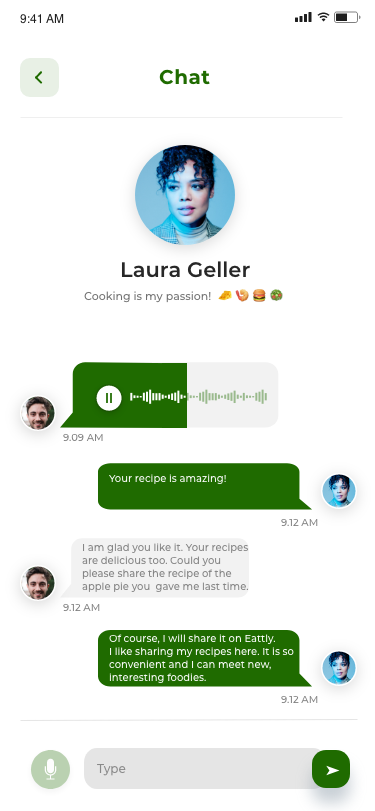 9:41 AM
Chat
Laura Geller
Cooking is my passion!
9.09 AM
Your recipe is amazing!
9.12 AM
I am glad you like it. Your recipes
are delicious too. Could you
please share the recipe of the
apple pie you  gave me last time.
9.12 AM
Of course, I will share it on Eattly.
I like sharing my recipes here. It is so
convenient and I can meet new,
interesting foodies.
9.12 AM
Type